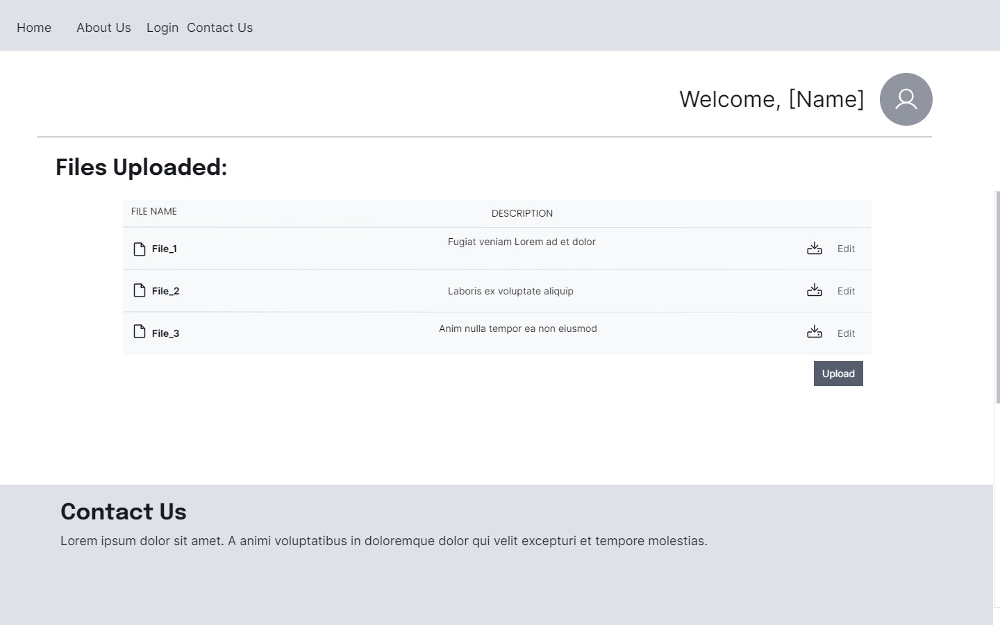 Home About Us Login Contact Us
Welcome, [Name]
Files Uploaded:
FILE NAME DESCRIPTION
File_1 Fugiat veniam Lorem ad et dolor Edit
File_2 Laboris ex voluptate aliquip Edit
File_3 Anim nulla tempor ea non eiusmod Edit
Upload
Contact Us
Lorem ipsum dolor sit amet. A animi voluptatibus in doloremque dolor qui velit excepturi et tempore molestias.